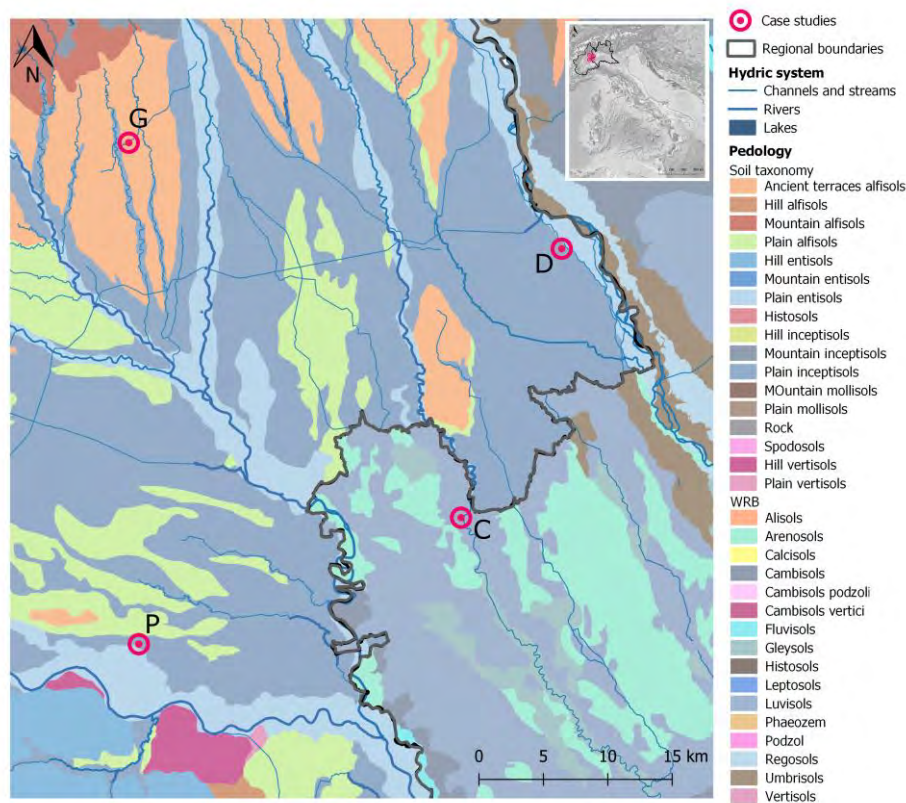 N
G
D
C
P
0 5 10 15 km
Case studies
Regional boundaries
Hydric system
Channels and streams
Rivers
Lakes
Pedology
Soil taxonomy
Ancient terraces alfisols
Hill alfisols
Mountain alfisols
Plain alfisols
Hill entisols
Mountain entisols
Plain entisols
Histosols
Hill inceptisols
Mountain inceptisols
Plain inceptisols
MOuntain mollisols
Plain mollisols
Rock
Spodosols
Hill vertisols
Plain vertisols
WRB
Alisols
Arenosols
Calcisols
Cambisols
Cambisols podzoli
Cambisols vertici
Fluvisols
Gleysols
Histosols
Leptosols
Luvisols
Phaeozem
Podzol
Regosols
Umbrisols
Vertisols